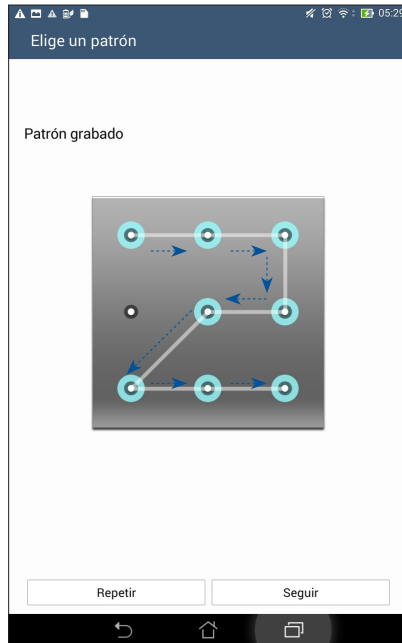 05:29
Elige un patrón
Patrón grabado
Repetir
Seguir